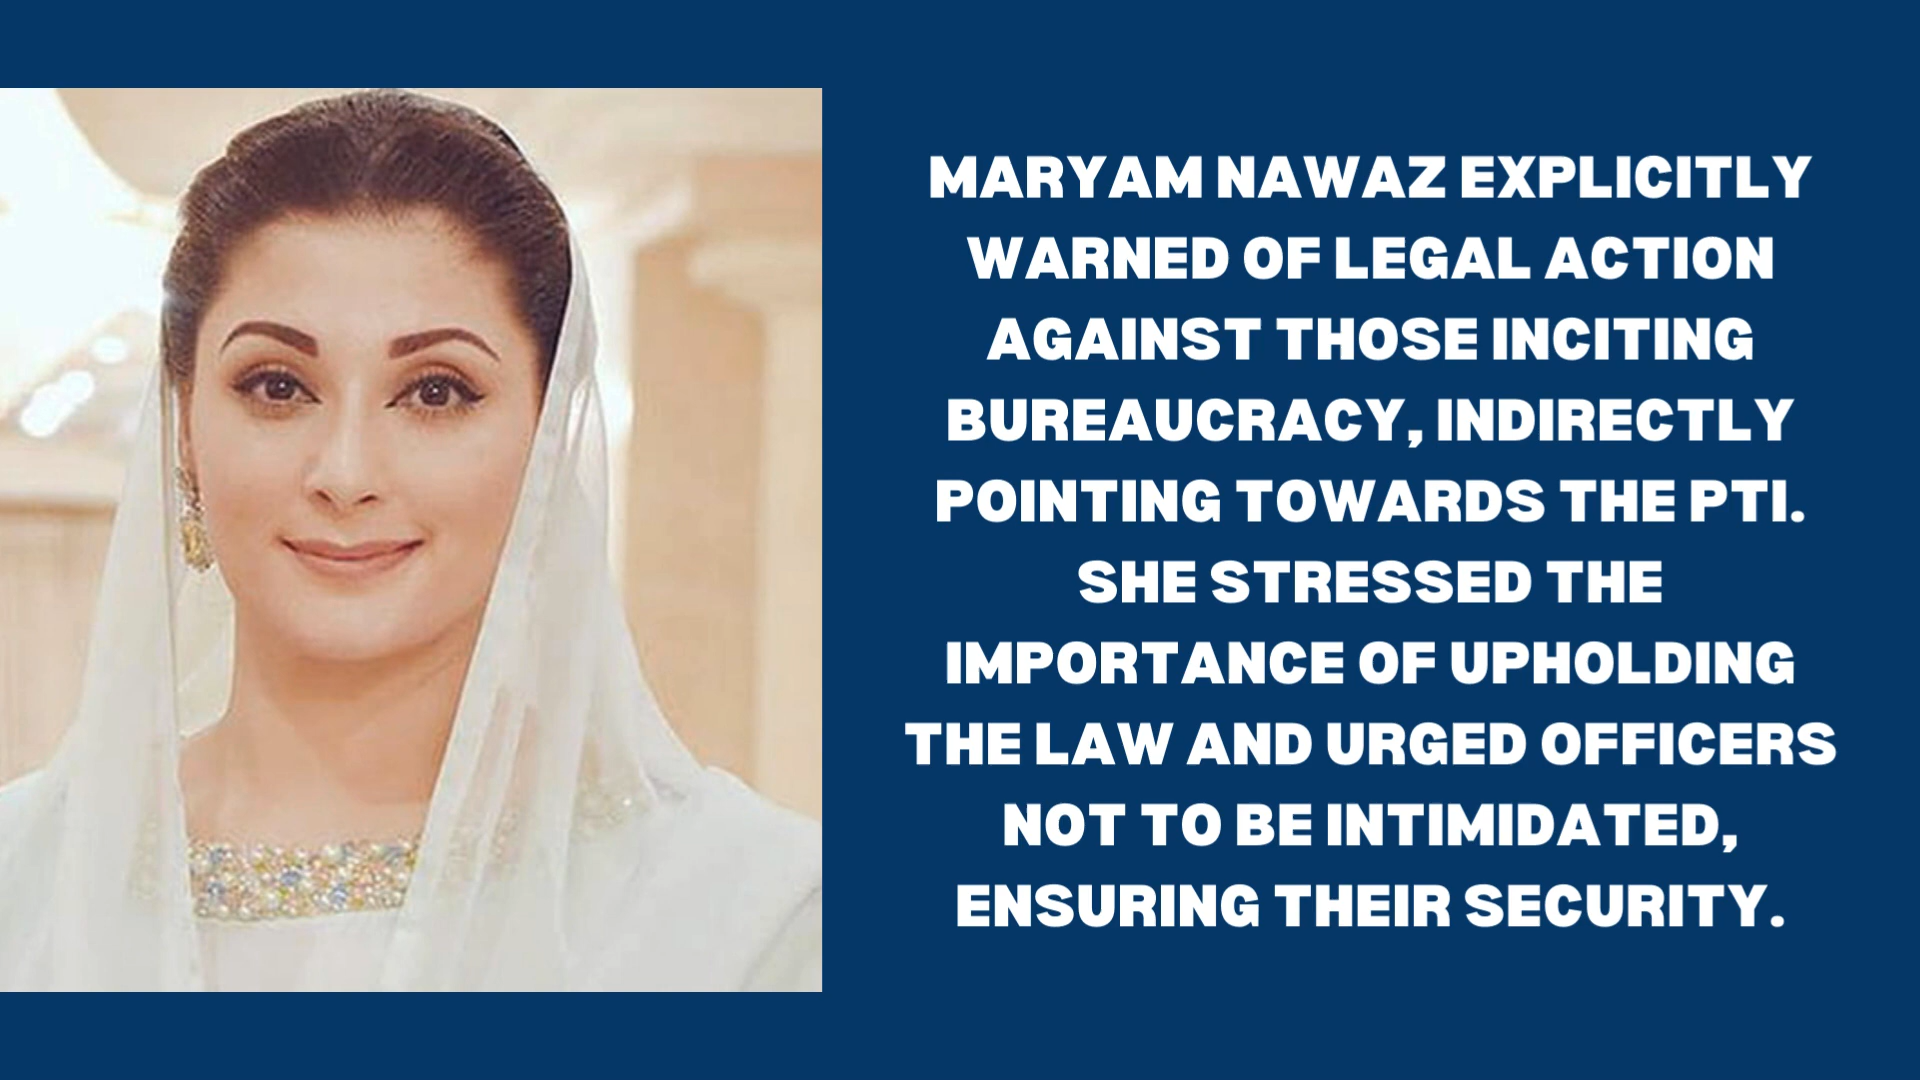 MARYAM NAWAZ EXPLICITLY
WARNED OF LEGAL ACTION
AGAINST THOSE INCITING
BUREAUCRACY, INDIRECTLY
POINTING TOWARDS THE PTI.
SHE STRESSED THE
IMPORTANCE OF UPHOLDING
THE LAW AND URGED OFFICERS
NOT TO BE INTIMIDATED,
ENSURING THEIR SECURITY.